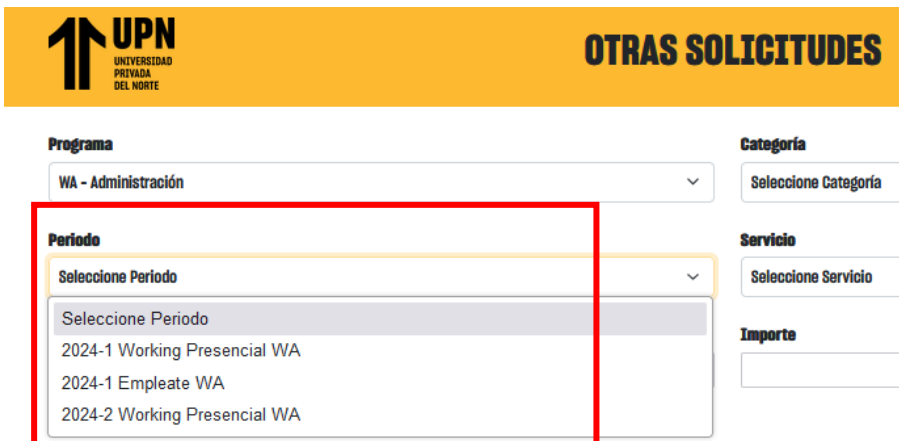 UPN
UNIVERSIDAD
PRIVADA
DEL NORTE
OTRAS SOLICITUDES
Programa
WA - Administración
Categoría
Seleccione Categoría
Periodo
Seleccione Periodo
Servicio
Seleccione Servicio
Seleccione Periodo
2024-1 Working Presencial WA
2024-1 Empleate WA
2024-2 Working Presencial WA
Importe